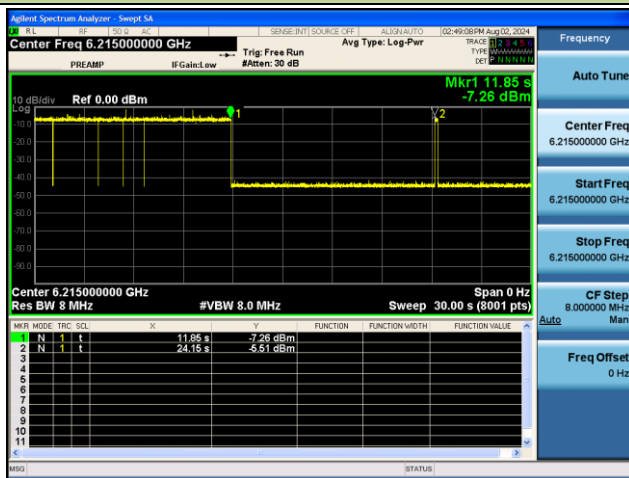 Agilent Spectrum Analyzer - Swept SA
RL RF 50 Ω AC SENSE:INT SOURCE OFF ALIGNAUTO 02:49:08 PM Aug 02, 2024
Center Freq 6.215000000 GHz
Avg Type: Log-Pwr
TRACE 1 2 3 4 5 6
TYPE
DET P N N N N N
PREAMP
IFGain:Low
Trig: Free Run
#Atten: 30 dB
Mkr1 11.85 s
-7.26 dBm
10 dB/div Ref 0.00 dBm
Log
-10.0
-20.0
-30.0
-40.0
-50.0
-60.0
-70.0
-80.0
-90.0
1
2
Center 6.215000000 GHz Span 0 Hz
Res BW 8 MHz #VBW 8.0 MHz Sweep 30.00 s (8001 pts)
MKR MODE TRC SCL X Y FUNCTION FUNCTION WIDTH FUNCTION VALUE
1 N 1 t 11.85 s -7.26 dBm
2 N 1 t 24.15 s -5.51 dBm
3
4
5
6
7
8
9
10
11
MSG STATUS
Frequency
Auto Tune
Center Freq
6.215000000 GHz
Start Freq
6.215000000 GHz
Stop Freq
6.215000000 GHz
CF Step
8.000000 MHz
Auto Man
Freq Offset
0 Hz